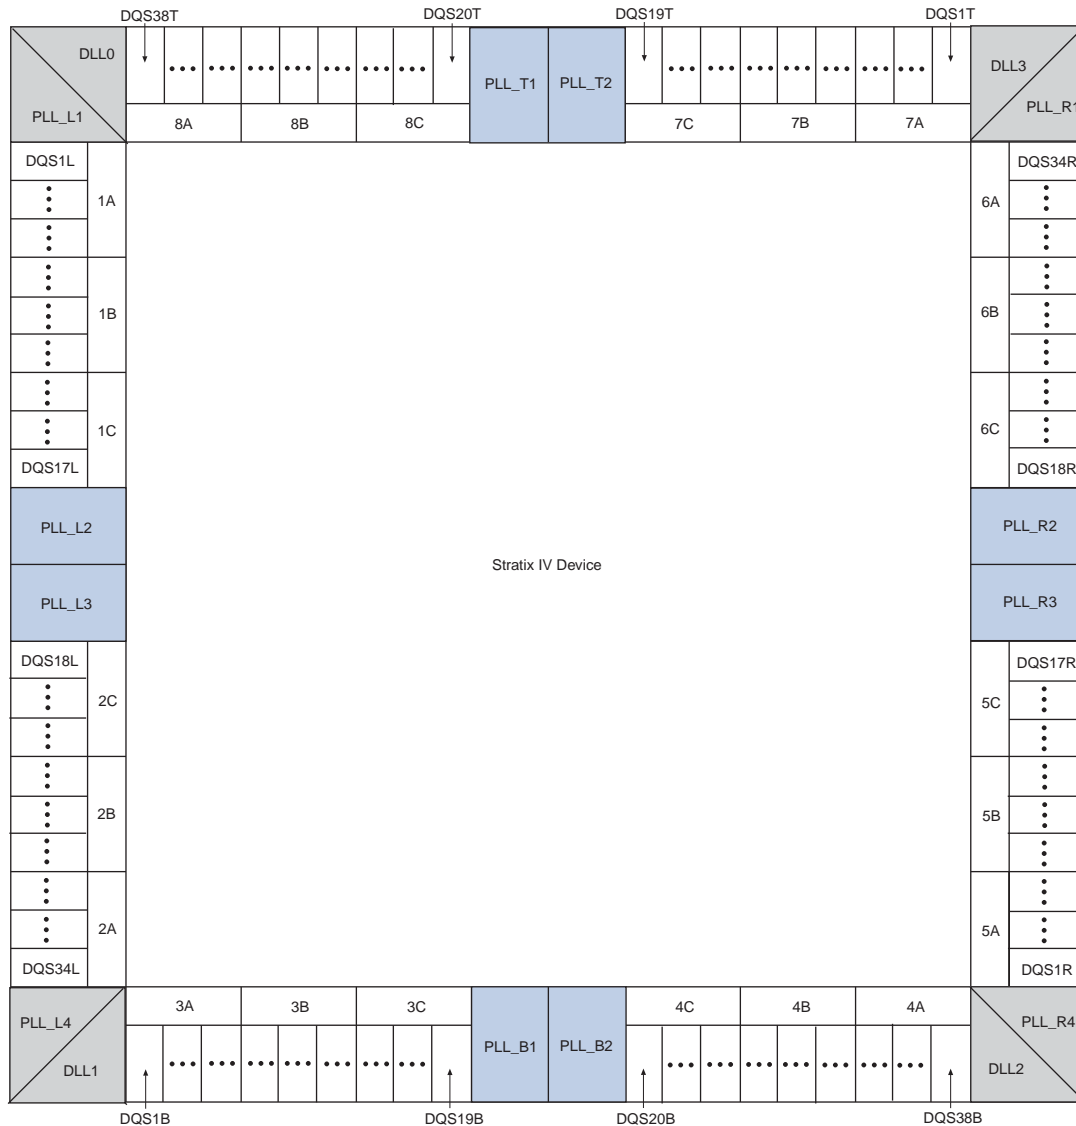 DQS38T DQS20T DQS19T DQS1T
DLL0 PLL_T1 PLL_T2 DLL3
PLL_L1 PLL_R1
8A 8B 8C 7C 7B 7A
DQS1L DQS34R
1A 6A
1B 6B
1C 6C
DQS17L DQS18R
PLL_L2 PLL_R2
Stratix IV Device
PLL_L3 PLL_R3
DQS18L DQS17R
2C 5C
2B 5B
2A 5A
DQS34L DQS1R
3A 3B 3C 4C 4B 4A
PLL_L4 PLL_R4
PLL_B1 PLL_B2
DLL1 DLL2
DQS1B DQS19B DQS20B DQS38B